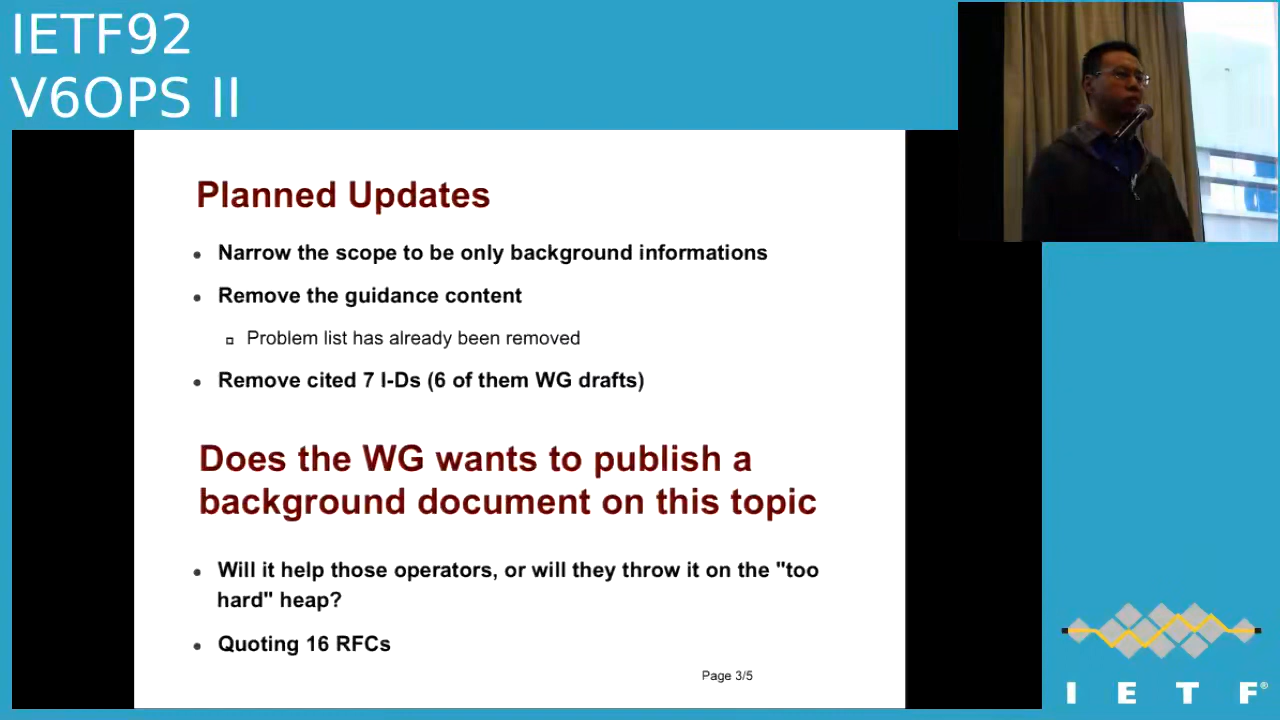 IETF92
V6OPS II
Planned Updates
Narrow the scope to be only background informations
Remove the guidance content
Problem list has already been removed
Remove cited 7 I-Ds (6 of them WG drafts)
Does the WG wants to publish a
background document on this topic
Will it help those operators, or will they throw it on the "too
hard" heap?
Quoting 16 RFCs
Page 3/5
I E T F®